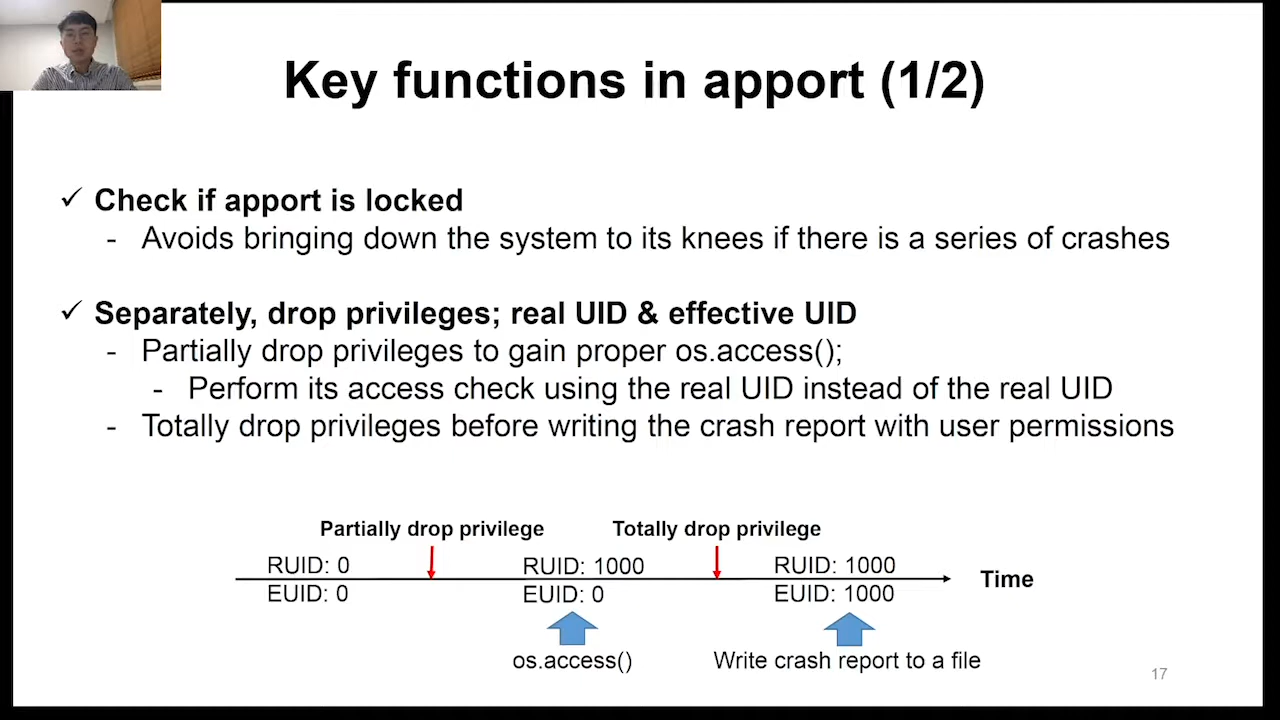 Key functions in apport (1/2)
✓ Check if apport is locked
- Avoids bringing down the system to its knees if there is a series of crashes
✓ Separately, drop privileges; real UID & effective UID
- Partially drop privileges to gain proper os.access();
- Perform its access check using the real UID instead of the real UID
- Totally drop privileges before writing the crash report with user permissions
Partially drop privilege
Totally drop privilege
RUID: 0
RUID: 1000
RUID: 1000
Time
EUID: 0
EUID: 0
EUID: 1000
os.access()
Write crash report to a file
17